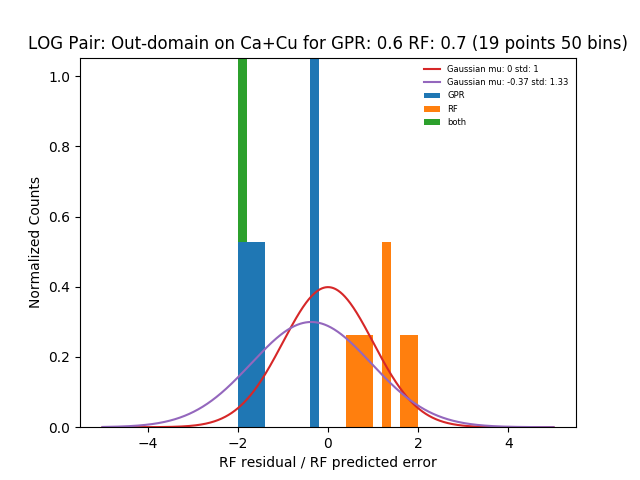 LOG Pair: Out-domain on Ca+Cu for GPR: 0.6 RF: 0.7 (19 points 50 bins)
Gaussian mu: 0 std: 1
Gaussian mu: -0.37 std: 1.33
GPR
RF
both
Normalized Counts
1.0
0.8
0.6
0.4
0.2
0.0
−4 −2 0 2 4
RF residual / RF predicted error